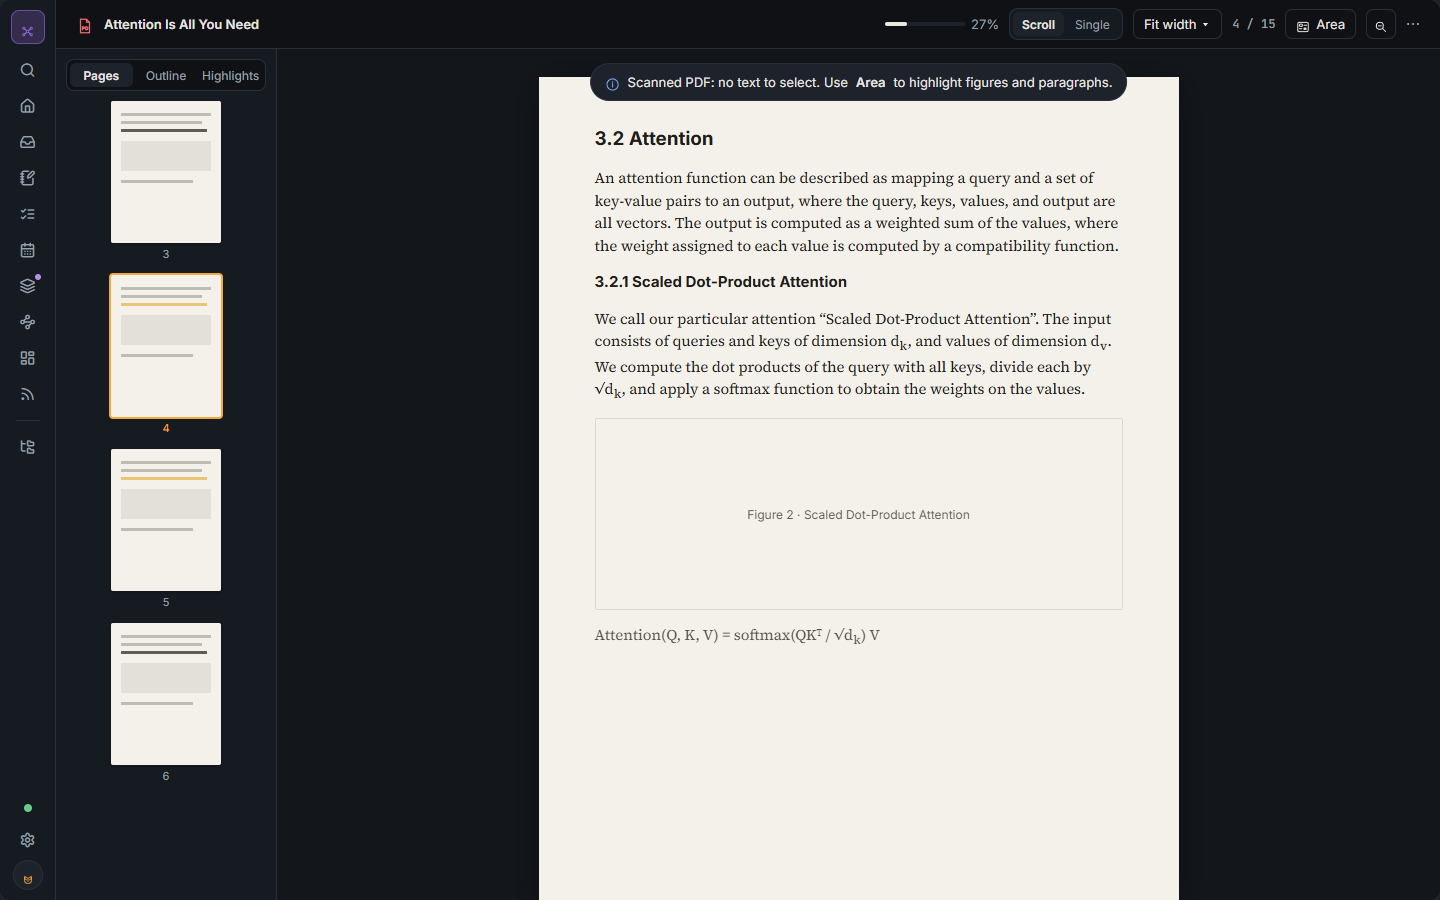 Attention Is All You Need
27%
Scroll
Single
Fit width
4 / 15
Area
Pages
Outline
Highlights
3
4
5
6
Scanned PDF: no text to select. Use Area to highlight figures and paragraphs.
3.2 Attention
An attention function can be described as mapping a query and a set of
key-value pairs to an output, where the query, keys, values, and output are
all vectors. The output is computed as a weighted sum of the values, where
the weight assigned to each value is computed by a compatibility function.
3.2.1 Scaled Dot-Product Attention
We call our particular attention “Scaled Dot-Product Attention”. The input
consists of queries and keys of dimension dₖ, and values of dimension dᵥ.
We compute the dot products of the query with all keys, divide each by
√dₖ, and apply a softmax function to obtain the weights on the values.
Figure 2 · Scaled Dot-Product Attention
Attention(Q, K, V) = softmax(QKᵀ / √dₖ) V